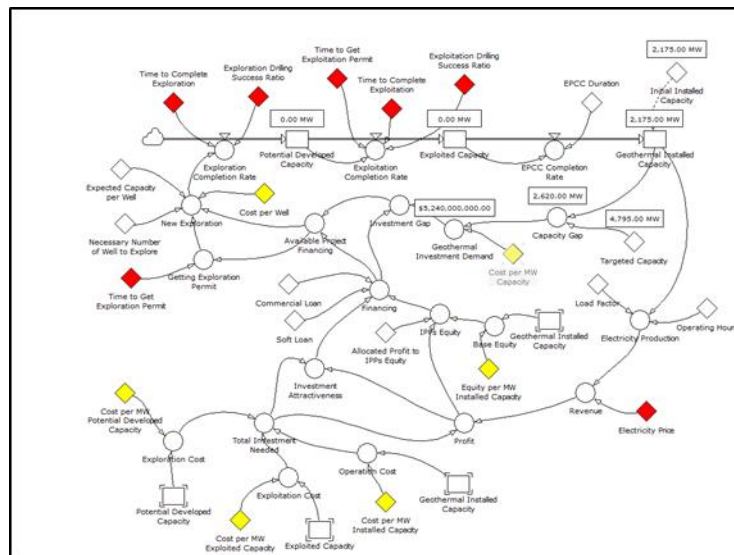 2,175.00 MW
Time to Get
Exploitation Permit
Exploration Drilling
Success Ratio
Time to Complete
Exploration
Time to Complete
Exploitation
Exploitation Drilling
Success Ratio
EPCC Duration
Initial Installed
Capacity
0.00 MW
0.00 MW
2,175.00 MW
Exploration
Completion Rate
Potential Developed
Capacity
Exploitation
Completion Rate
Exploited Capacity
EPCC Completion
Rate
Geothermal Installed
Capacity
Expected Capacity
per Well
Cost per Well
New Exploration
Necessary Number
of Well to Explore
Available Project
Financing
$5,240,000,000.00
Investment Gap
Geothermal
Investment Demand
2,620.00 MW
Capacity Gap
4,795.00 MW
Targeted Capacity
Cost per MW
Capacity
Getting Exploration
Permit
Time to Get
Exploration Permit
Commercial Loan
Soft Loan
Financing
Allocated Profit to
IPPs Equity
IPPs Equity
Base Equity
Geothermal Installed
Capacity
Load Factor
Operating Hour
Electricity Production
Investment
Attractiveness
Equity per MW
Installed Capacity
Revenue
Electricity Price
Cost per MW
Potential Developed
Capacity
Exploration Cost
Total Investment
Needed
Profit
Operation Cost
Potential Developed
Capacity
Exploitation Cost
Cost per MW
Exploited Capacity
Exploited Capacity
Cost per MW
Installed Capacity
Geothermal Installed
Capacity